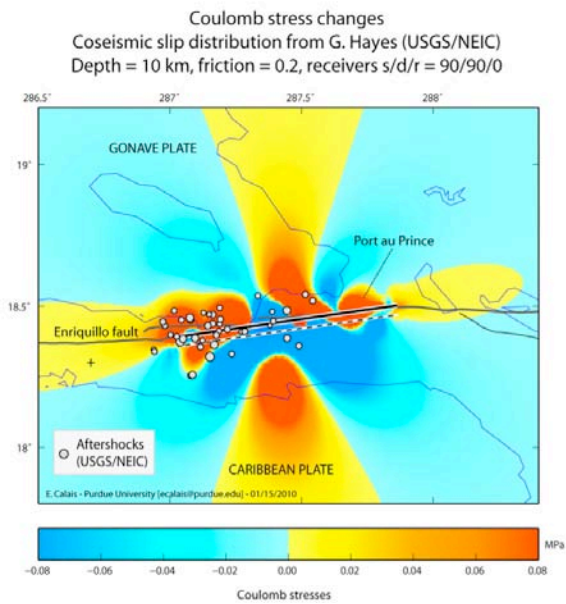 Coulomb stress changes
Coseismic slip distribution from G. Hayes (USGS/NEIC)
Depth = 10 km, friction = 0.2, receivers s/d/r = 90/90/0
286.5° 287° 287.5° 288°
GONAVE PLATE
19°
Port au Prince
18.5°
Enriquillo fault
Aftershocks
(USGS/NEIC)
18°
CARIBBEAN PLATE
E. Calais - Purdue University [ecalais@purdue.edu] - 01/15/2010
MPa
−0.08 −0.06 −0.04 −0.02 0.00 0.02 0.04 0.06 0.08
Coulomb stresses